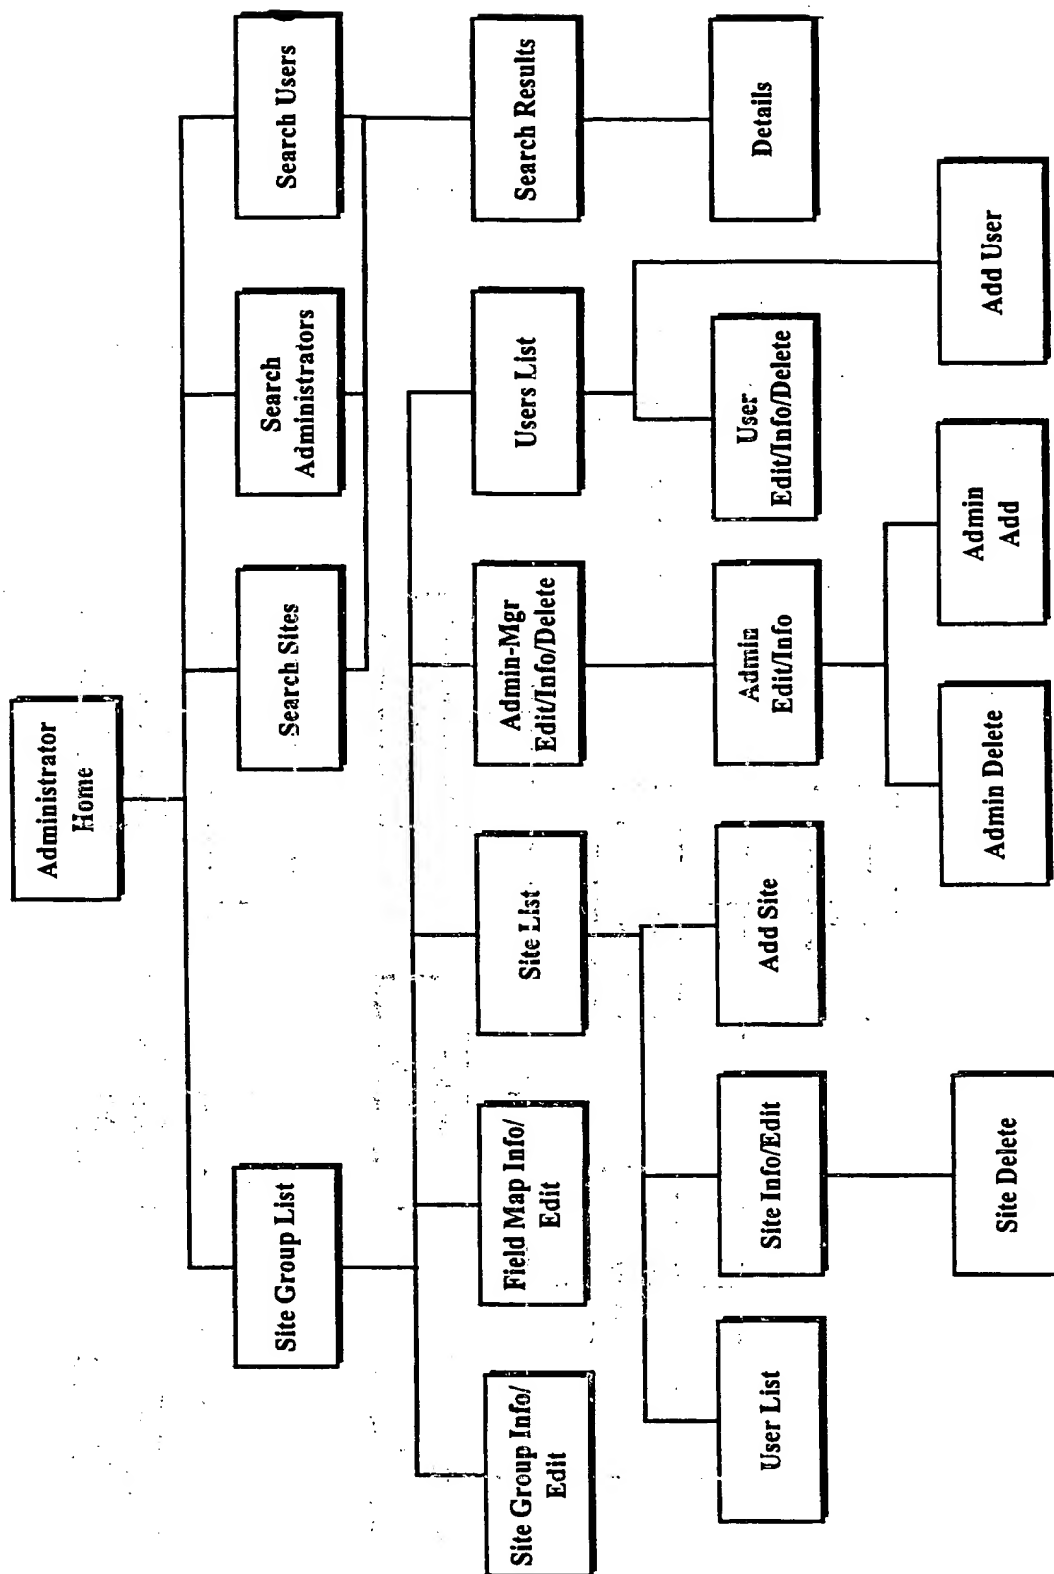 Administrator
Home
Site Group List
Search Sites
Search
Administrators
Search Users
Site Group Info/
Edit
Field Map Info/
Edit
Site List
Admin-Mgr
Edit/Info/Delete
Users List
Search Results
User List
Site Info/Edit
Add Site
Admin
Edit/Info
User
Edit/Info/Delete
Details
Site Delete
Admin Delete
Admin
Add
Add User